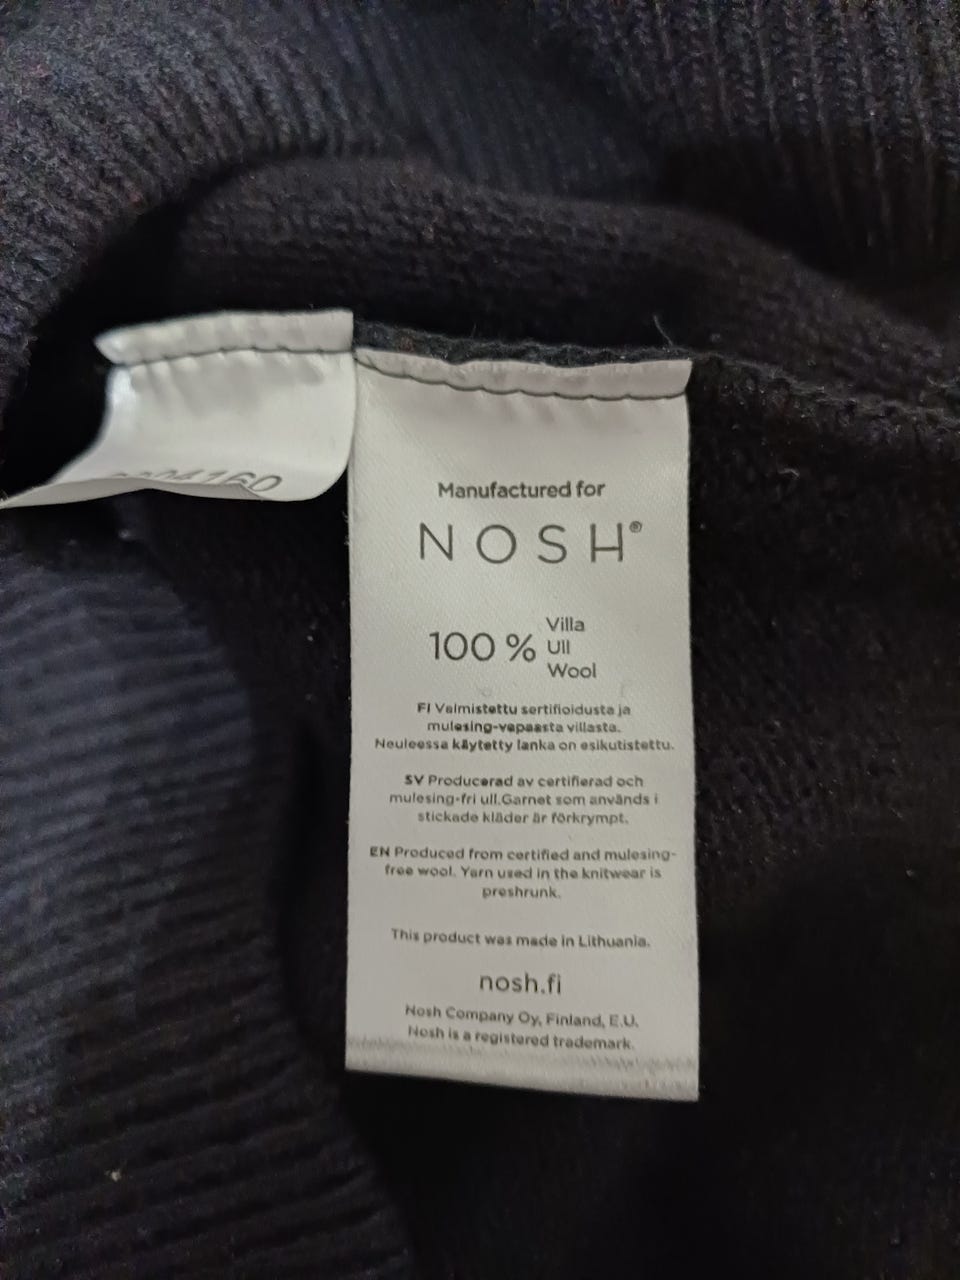 Manufactured for
NOSH®
100 % Villa
Ull
Wool
FI Valmistettu sertifioidusta ja
mulesing-vapaasta villasta.
Neuleessa käytetty lanka on esikutistettu.
SV Producerad av certifierad och
mulesing-fri ull.Garnet som används i
stickade kläder är förkrympt.
EN Produced from certified and mulesing-
free wool. Yarn used in the knitwear is
preshrunk.
This product was made in Lithuania.
nosh.fi
Nosh Company Oy, Finland, E.U.
Nosh is a registered trademark.